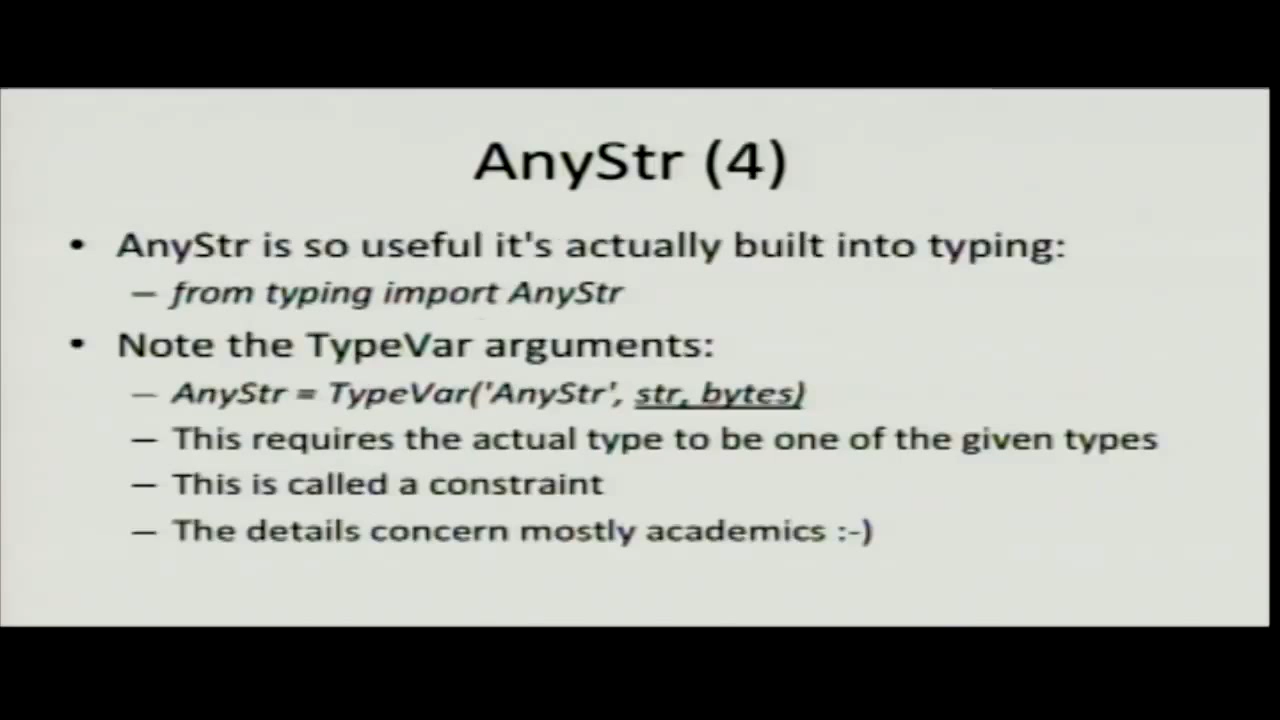 AnyStr (4)
• AnyStr is so useful it's actually built into typing:
– from typing import AnyStr
• Note the TypeVar arguments:
– AnyStr = TypeVar('AnyStr', str, bytes)
– This requires the actual type to be one of the given types
– This is called a constraint
– The details concern mostly academics :-)